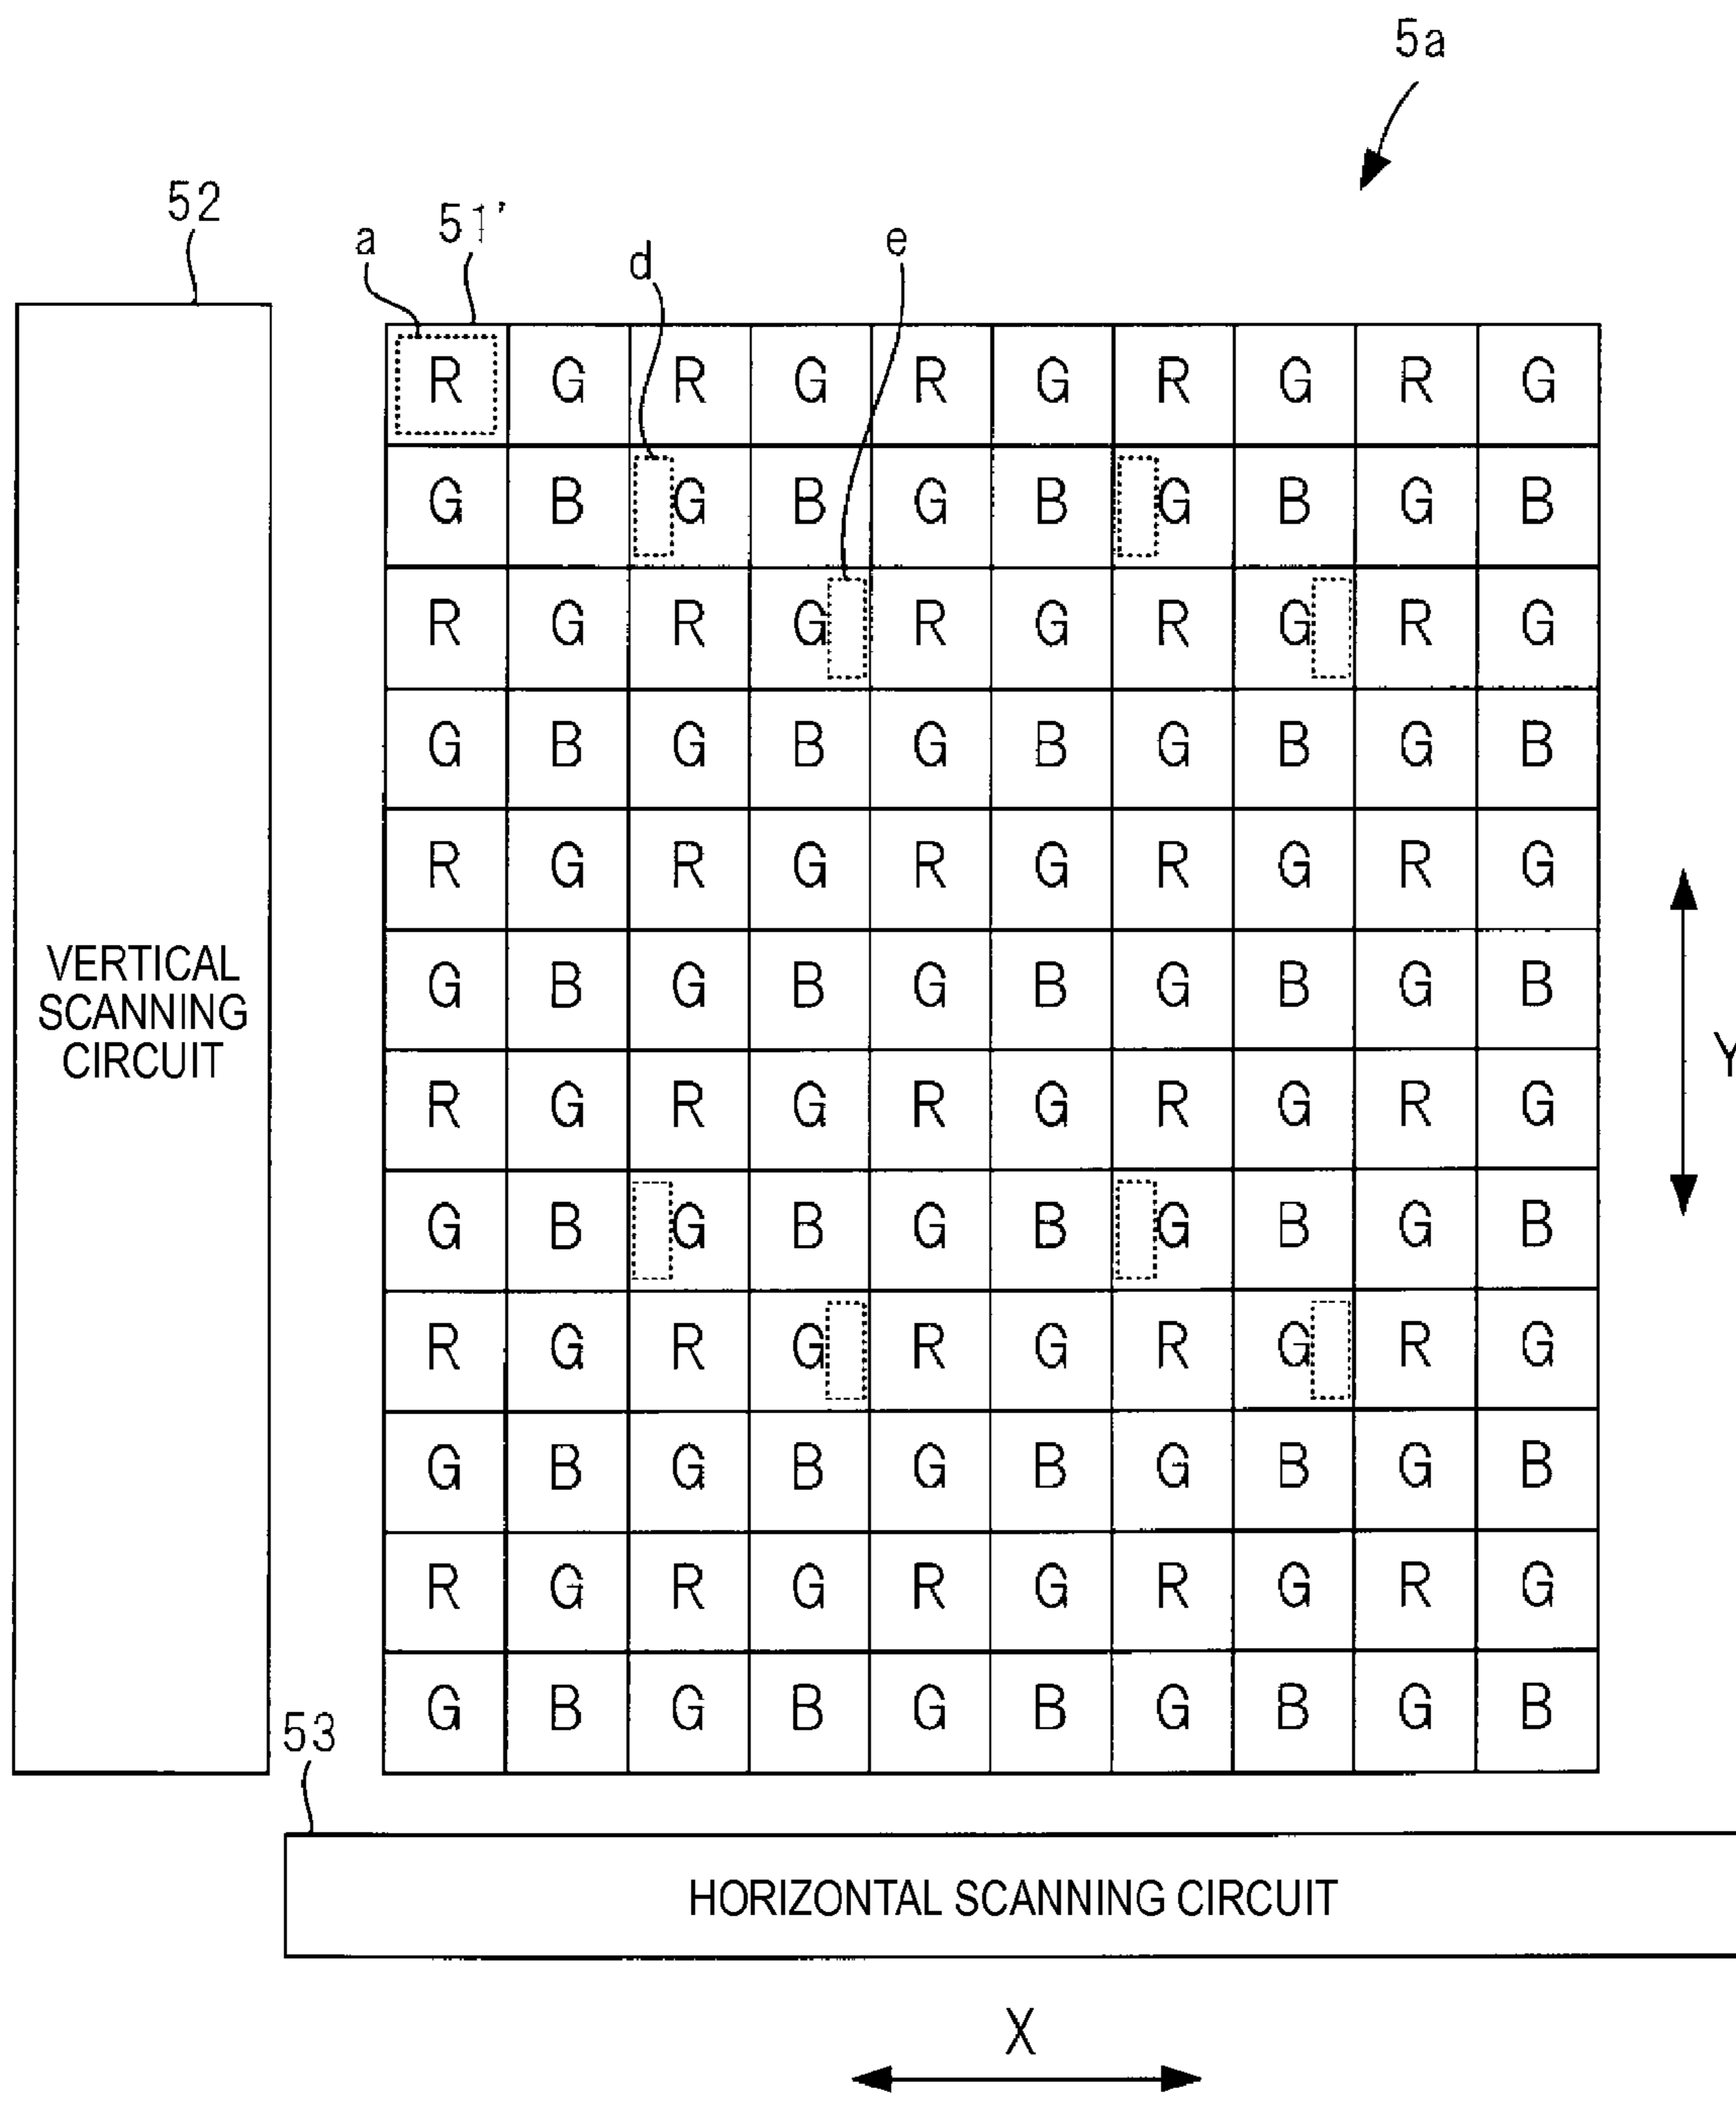 5a
52
51'
a
d
e
R G R G R G R G R G
G B G B G B G B G B
R G R G R G R G R G
G B G B G B G B G B
R G R G R G R G R G
G B G B G B G B G B
R G R G R G R G R G
G B G B G B G B G B
R G R G R G R G R G
G B G B G B G B G B
R G R G R G R G R G
G B G B G B G B G B
VERTICAL
SCANNING
CIRCUIT
Y
53
HORIZONTAL SCANNING CIRCUIT
X